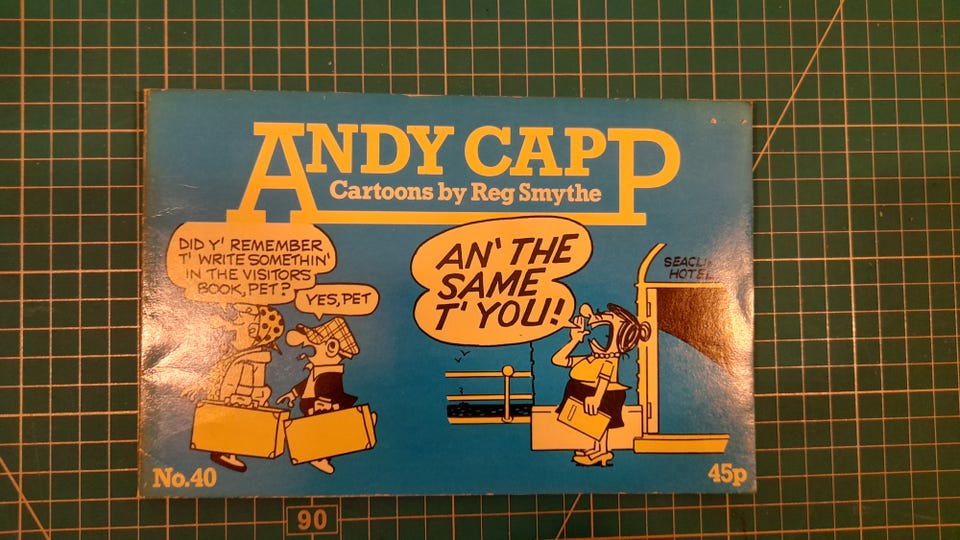 ANDY CAPP
Cartoons by Reg Smythe
DID Y' REMEMBER
T' WRITE SOMETHIN'
IN THE VISITORS
BOOK, PET?
YES, PET
AN' THE
SAME
T' YOU!!
HOTEL
No.40
45p
90